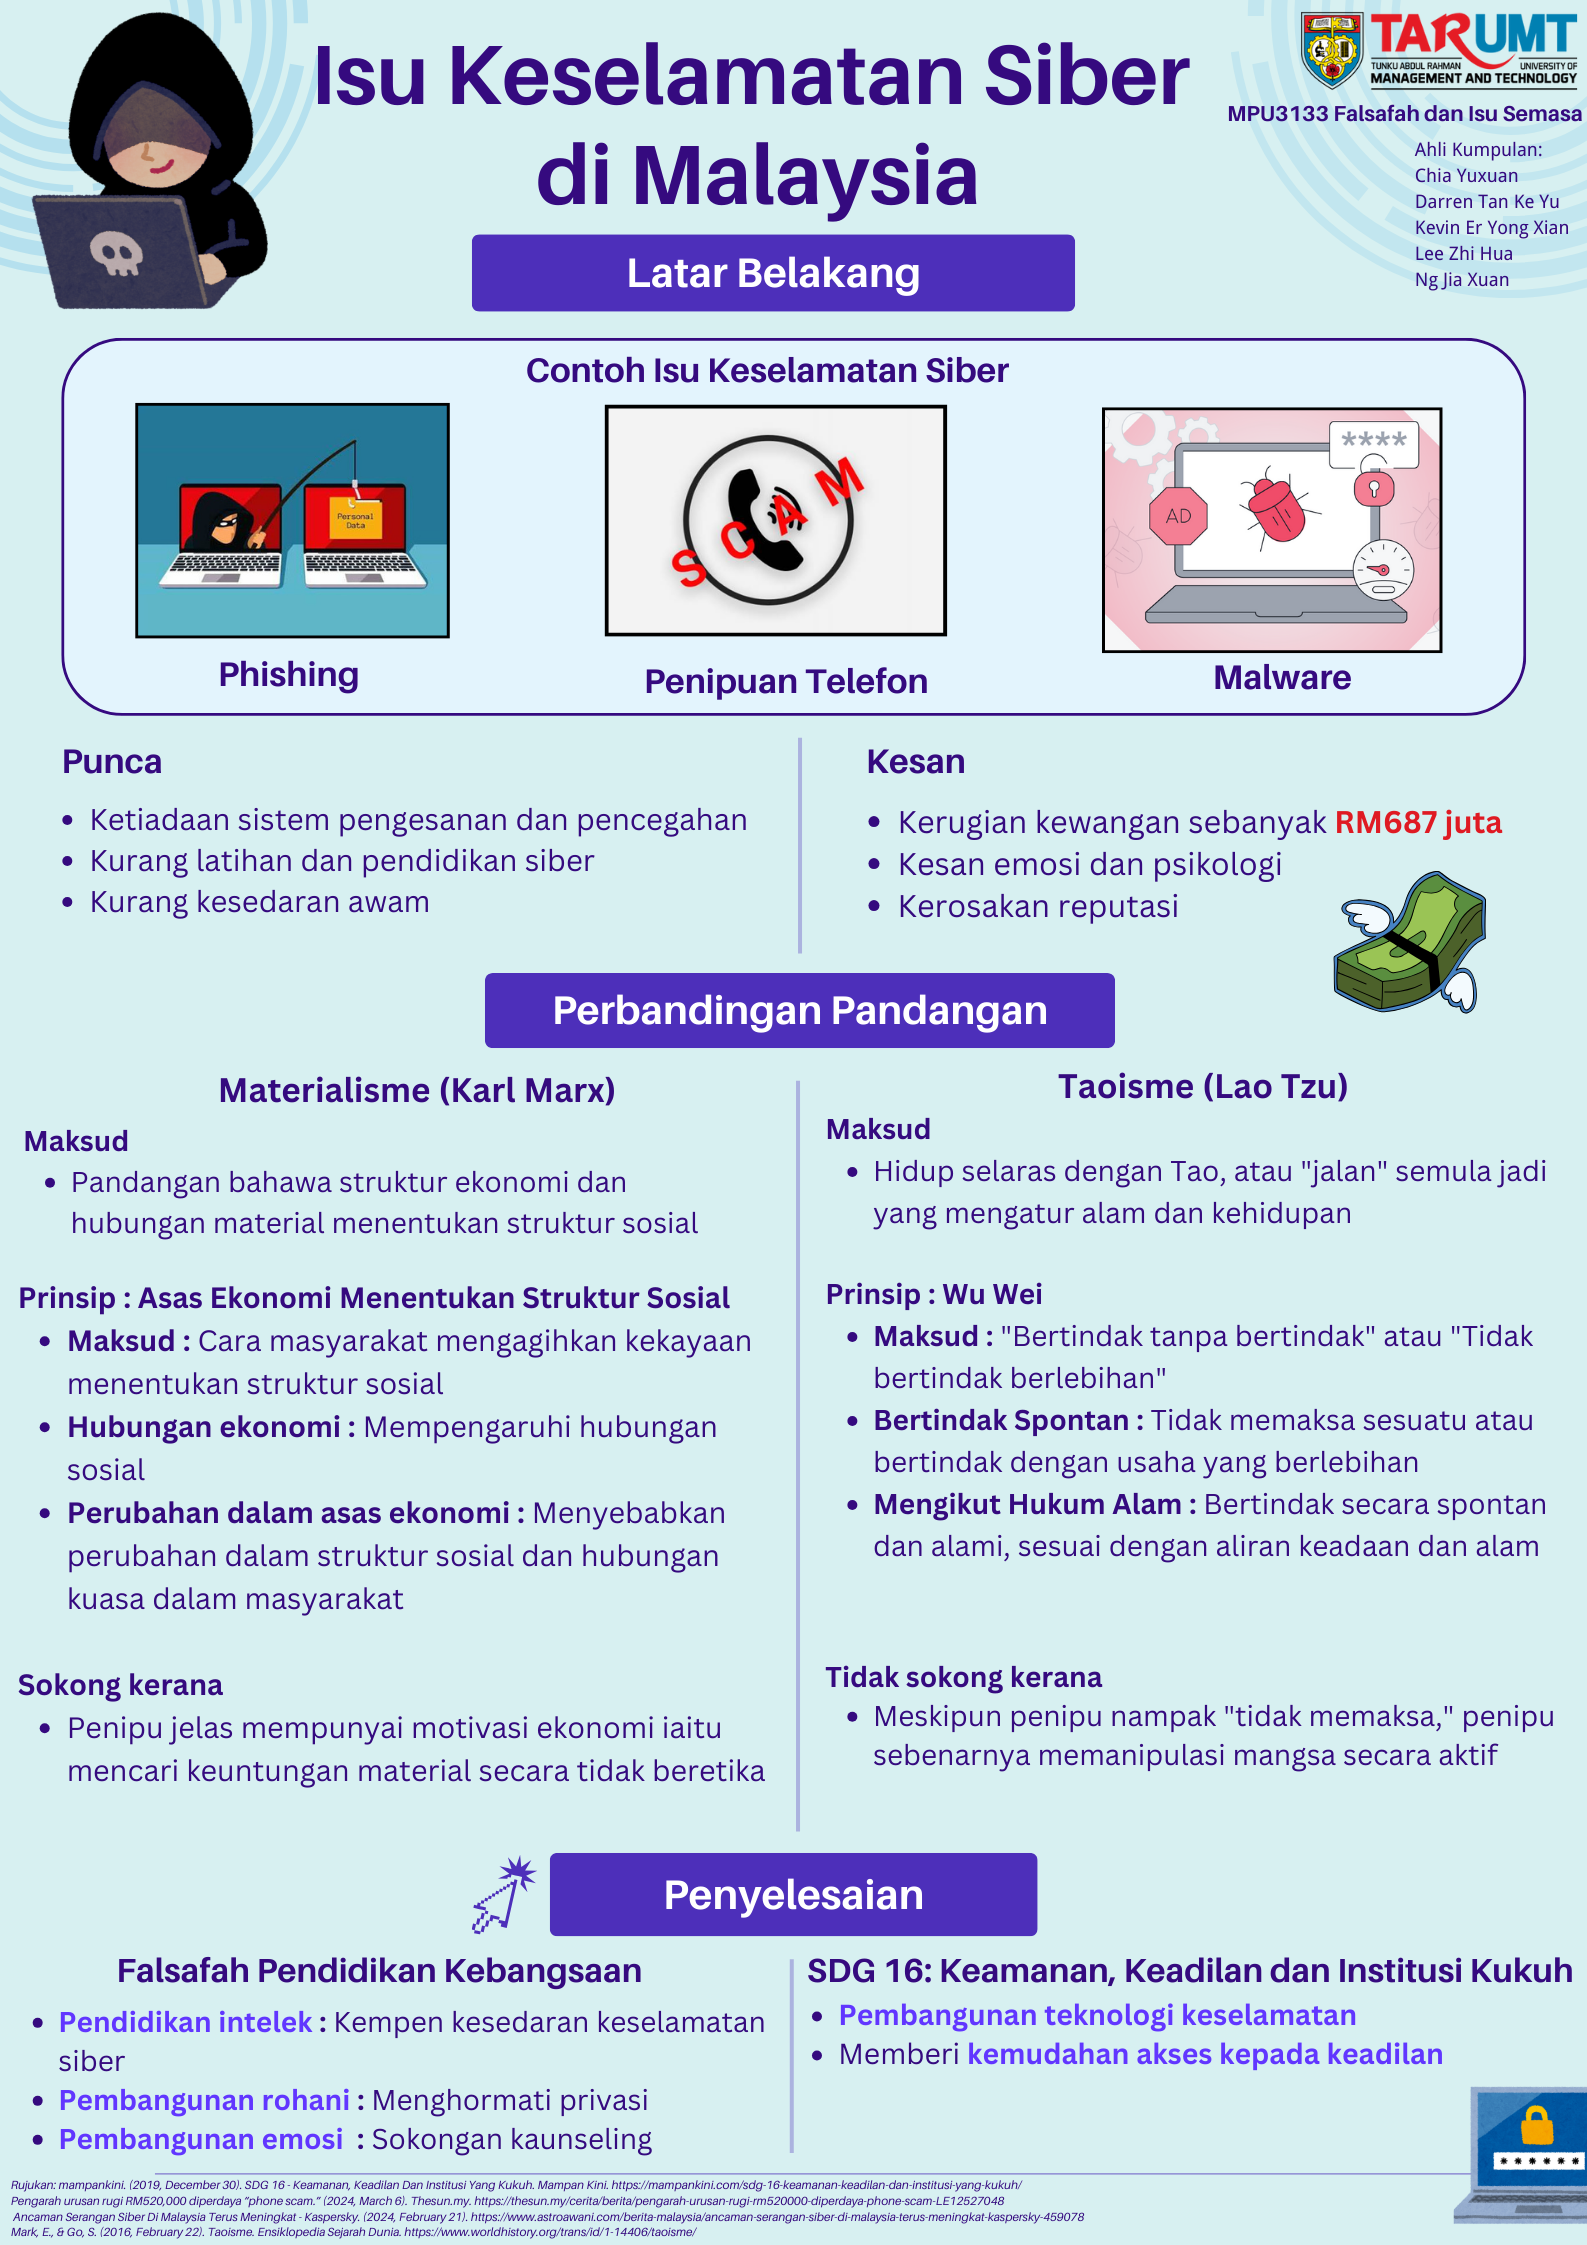 Isu Keselamatan Siber
di Malaysia
TARUMT
TUNKU ABDUL RAHMAN UNIVERSITY OF
MANAGEMENT AND TECHNOLOGY
MPU3133 Falsafah dan Isu Semasa
Ahli Kumpulan:
Chia Yuxuan
Darren Tan Ke Yu
Kevin Er Yong Xian
Lee Zhi Hua
Ng Jia Xuan
Latar Belakang
Contoh Isu Keselamatan Siber
Personal
Data
SCAM
****
AD
Phishing
Penipuan Telefon
Malware
Punca
• Ketiadaan sistem pengesanan dan pencegahan
• Kurang latihan dan pendidikan siber
• Kurang kesedaran awam
Kesan
• Kerugian kewangan sebanyak RM687 juta
• Kesan emosi dan psikologi
• Kerosakan reputasi
Perbandingan Pandangan
Materialisme (Karl Marx)
Maksud
• Pandangan bahawa struktur ekonomi dan
hubungan material menentukan struktur sosial
Prinsip : Asas Ekonomi Menentukan Struktur Sosial
• Maksud : Cara masyarakat mengagihkan kekayaan
menentukan struktur sosial
• Hubungan ekonomi : Mempengaruhi hubungan
sosial
• Perubahan dalam asas ekonomi : Menyebabkan
perubahan dalam struktur sosial dan hubungan
kuasa dalam masyarakat
Sokong kerana
• Penipu jelas mempunyai motivasi ekonomi iaitu
mencari keuntungan material secara tidak beretika
Taoisme (Lao Tzu)
Maksud
• Hidup selaras dengan Tao, atau "jalan" semula jadi
yang mengatur alam dan kehidupan
Prinsip : Wu Wei
• Maksud : "Bertindak tanpa bertindak" atau "Tidak
bertindak berlebihan"
• Bertindak Spontan : Tidak memaksa sesuatu atau
bertindak dengan usaha yang berlebihan
• Mengikut Hukum Alam : Bertindak secara spontan
dan alami, sesuai dengan aliran keadaan dan alam
Tidak sokong kerana
• Meskipun penipu nampak "tidak memaksa," penipu
sebenarnya memanipulasi mangsa secara aktif
Penyelesaian
Falsafah Pendidikan Kebangsaan
• Pendidikan intelek : Kempen kesedaran keselamatan
siber
• Pembangunan rohani : Menghormati privasi
• Pembangunan emosi : Sokongan kaunseling
SDG 16: Keamanan, Keadilan dan Institusi Kukuh
• Pembangunan teknologi keselamatan
• Memberi kemudahan akses kepada keadilan
******
Rujukan: mampankini. (2019, December 30). SDG 16 - Keamanan, Keadilan Dan Institusi Yang Kukuh. Mampan Kini. https://mampankini.com/sdg-16-keamanan-keadilan-dan-institusi-yang-kukuh/
Pengarah urusan rugi RM520,000 diperdaya "phone scam." (2024, March 6). Thesun.my. https://thesun.my/cerita/berita/pengarah-urusan-rugi-rm520000-diperdaya-phone-scam-LE12527048
Ancaman Serangan Siber Di Malaysia Terus Meningkat - Kaspersky. (2024, February 21). https://www.astroawani.com/berita-malaysia/ancaman-serangan-siber-di-malaysia-terus-meningkat-kaspersky-459078
Mark, E., & Go, S. (2016, February 22). Taoisme. Ensiklopedia Sejarah Dunia. https://www.worldhistory.org/trans/id/1-14406/taoisme/